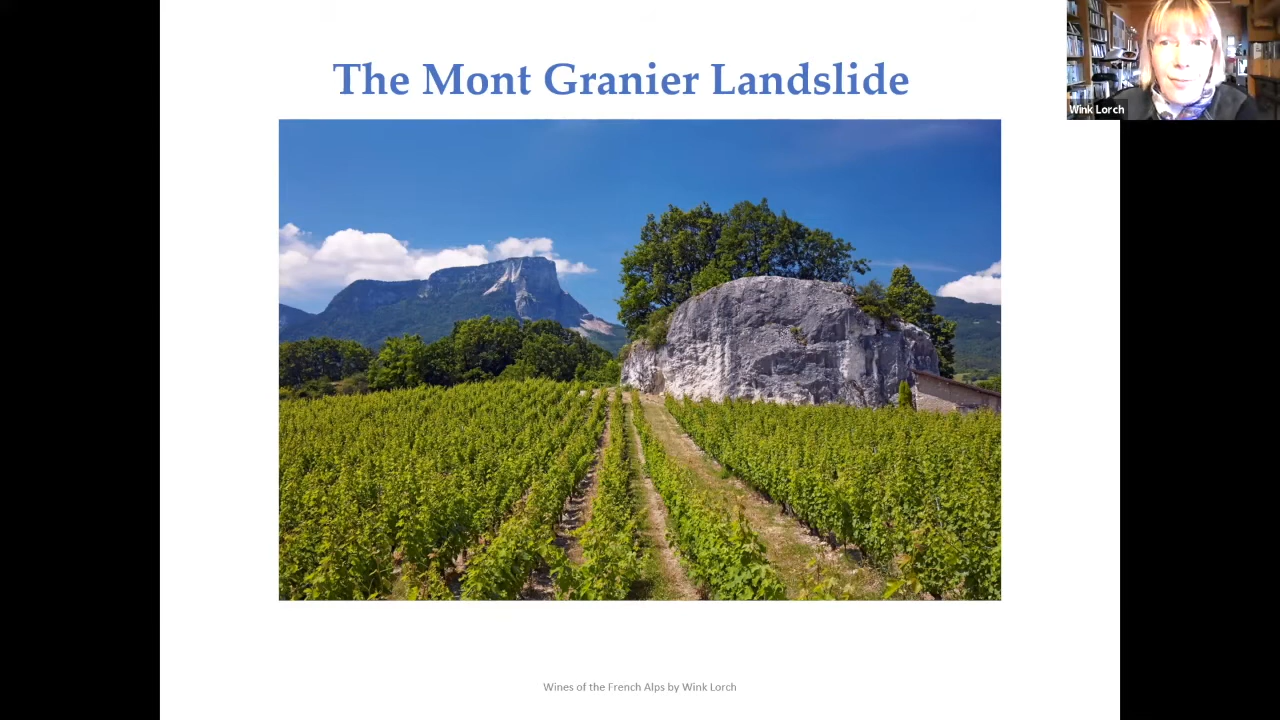 The Mont Granier Landslide
Wink Lorch
Wines of the French Alps by Wink Lorch